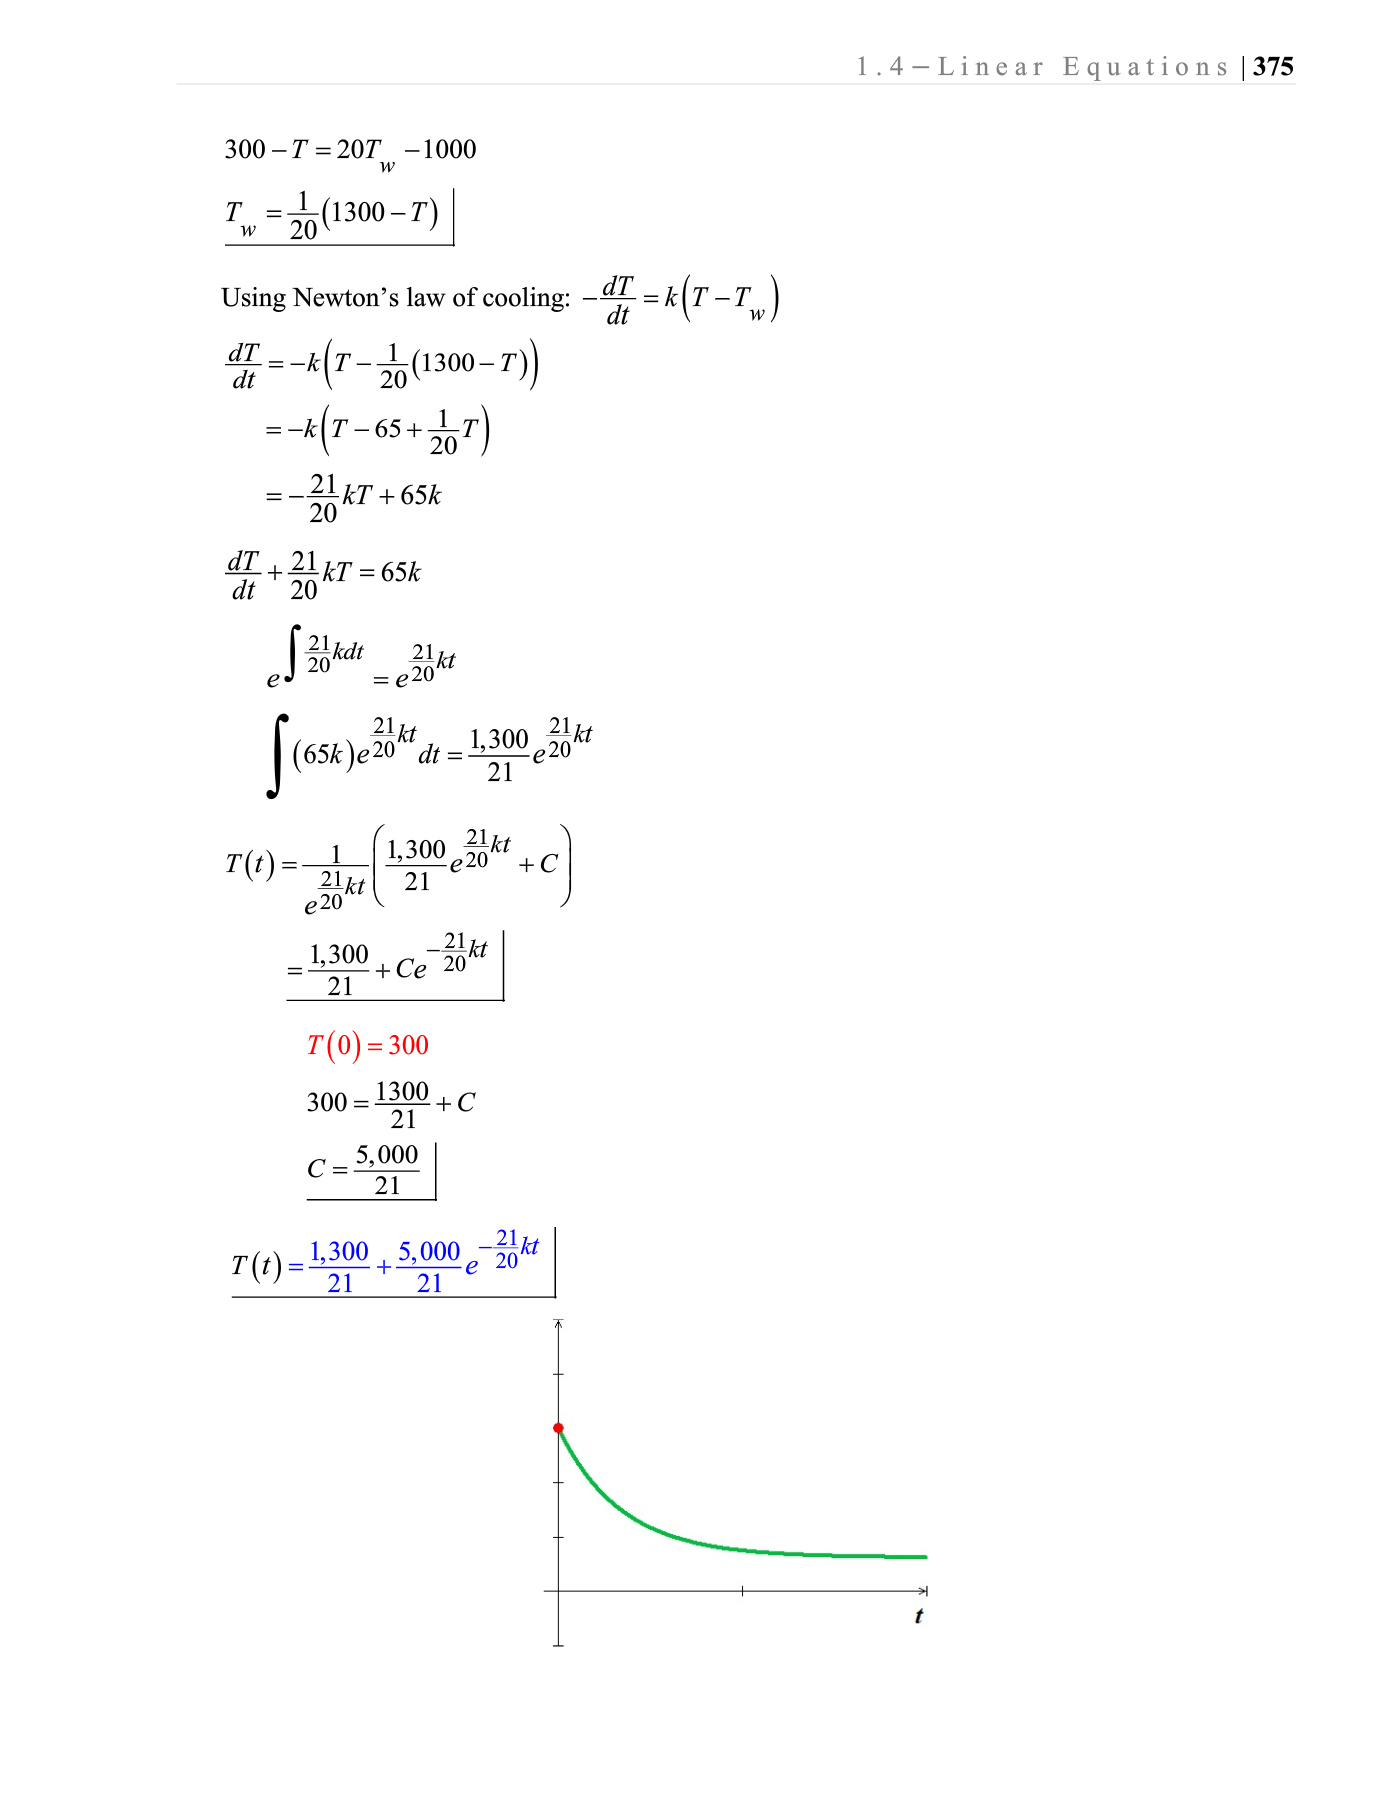 1.4 – Linear Equations | 375
300 − T = 20T_w − 1000
T_w = 1/20 (1300 − T)
Using Newton’s law of cooling: −dT/dt = k(T − T_w)
dT/dt = −k(T − 1/20 (1300 − T))
= −k(T − 65 + 1/20 T)
= −21/20 kT + 65k
dT/dt + 21/20 kT = 65k
e^{∫ 21/20 kdt} = e^{21/20 kt}
∫ (65k) e^{21/20 kt} dt = 1,300/21 e^{21/20 kt}
T(t) = 1/e^{21/20 kt} (1,300/21 e^{21/20 kt} + C)
= 1,300/21 + Ce^{−21/20 kt}
T(0) = 300
300 = 1300/21 + C
C = 5,000/21
T(t) = 1,300/21 + 5,000/21 e^{−21/20 kt}
t